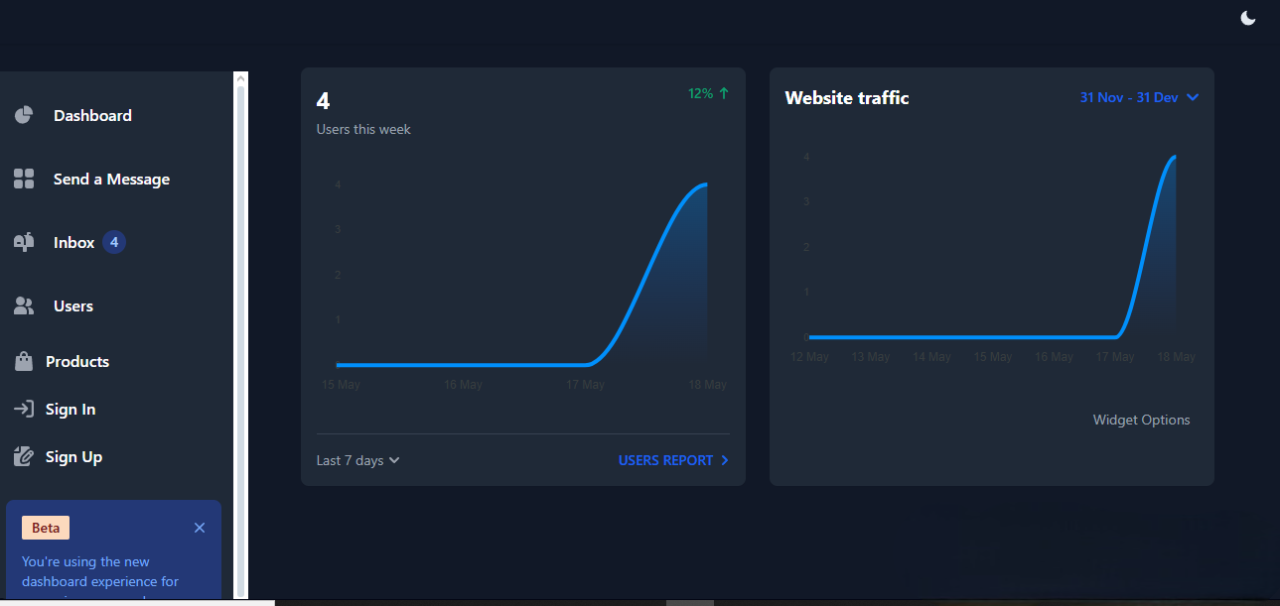 Dashboard
Send a Message
Inbox 4
Users
Products
Sign In
Sign Up
Beta
You're using the new
dashboard experience for
4
12%
Users this week
4
3
2
1
15 May 16 May 17 May 18 May
Last 7 days
USERS REPORT
Website traffic
31 Nov - 31 Dev
4
3
2
1
0
12 May 13 May 14 May 15 May 16 May 17 May 18 May
Widget Options